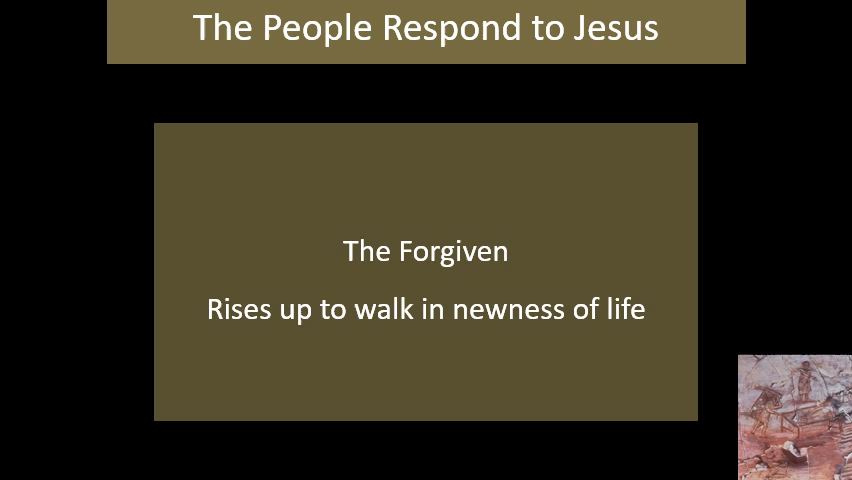 The People Respond to Jesus
The Forgiven
Rises up to walk in newness of life